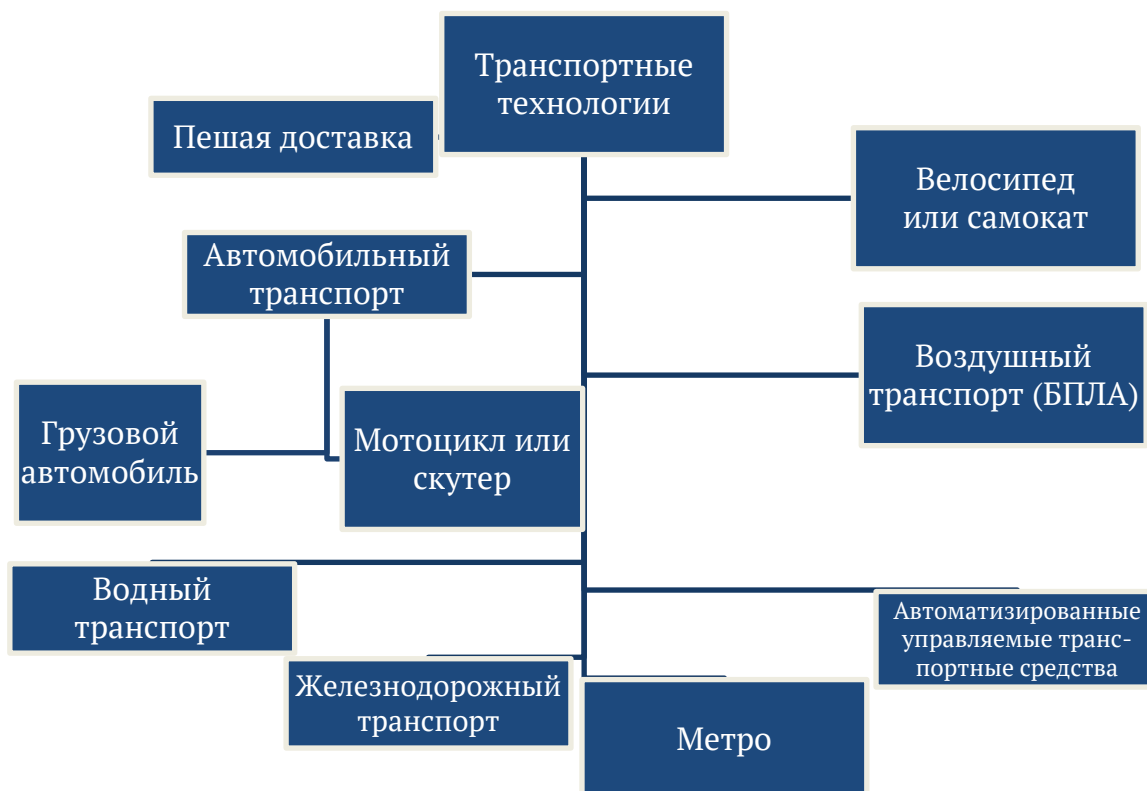 Транспортные
технологии
Пешая доставка
Велосипед
или самокат
Автомобильный
транспорт
Воздушный
транспорт (БПЛА)
Грузовой
автомобиль
Мотоцикл или
скутер
Водный
транспорт
Автоматизированные
управляемые транс-
портные средства
Железнодорожный
транспорт
Метро